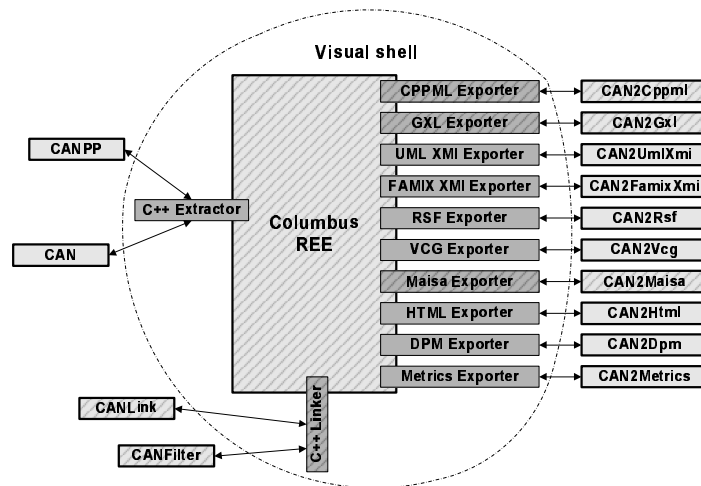 Visual shell
CPPML Exporter
CAN2Cppml
GXL Exporter
CAN2Gxl
CANPP
UML XMI Exporter
CAN2UmlXmi
FAMIX XMI Exporter
CAN2FamixXmi
C++ Extractor
Columbus
REE
RSF Exporter
CAN2Rsf
CAN
VCG Exporter
CAN2Vcg
Maisa Exporter
CAN2Maisa
HTML Exporter
CAN2Html
DPM Exporter
CAN2Dpm
Metrics Exporter
CAN2Metrics
CANLink
C++ Linker
CANFilter